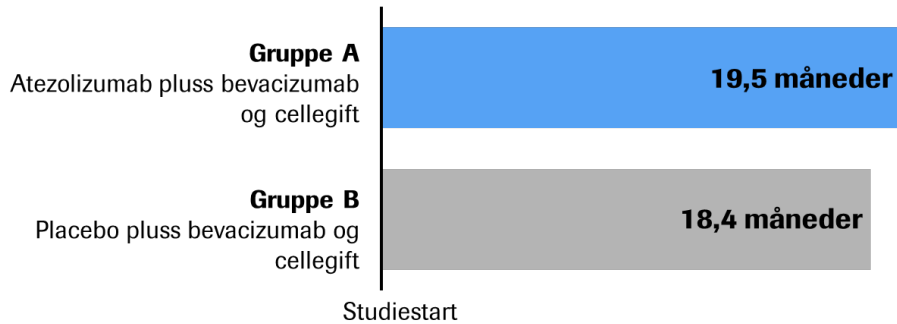 Gruppe A
Atezolizumab pluss bevacizumab
og cellegift
19,5 måneder
Gruppe B
Placebo pluss bevacizumab og
cellegift
18,4 måneder
Studiestart